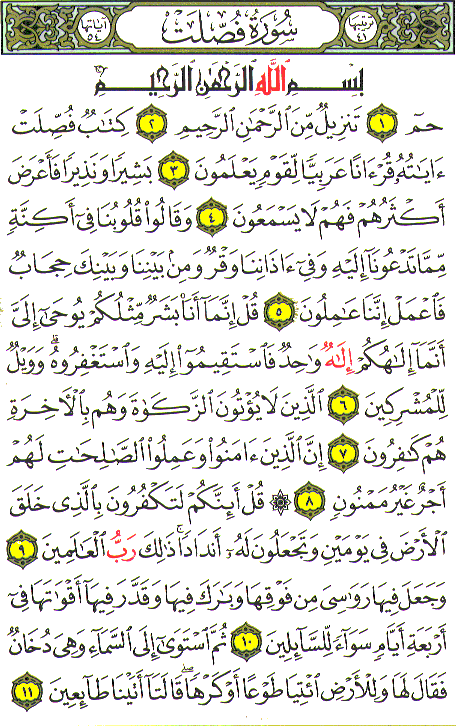 ترتيبها ٤١ سُورَةُ فُصِّلَتْ آياتها ٥٤
بِسْمِ ٱللَّهِ ٱلرَّحْمَٰنِ ٱلرَّحِيمِ
حمٓ ١ تَنزِيلٌ مِّنَ ٱلرَّحْمَٰنِ ٱلرَّحِيمِ ٢ كِتَٰبٌ فُصِّلَتْ
ءَايَٰتُهُۥ قُرْءَانًا عَرَبِيًّا لِّقَوْمٍ يَعْلَمُونَ ٣ بَشِيرًا وَنَذِيرًا فَأَعْرَضَ
أَكْثَرُهُمْ فَهُمْ لَا يَسْمَعُونَ ٤ وَقَالُوا۟ قُلُوبُنَا فِىٓ أَكِنَّةٍ
مِّمَّا تَدْعُونَآ إِلَيْهِ وَفِىٓ ءَاذَانِنَا وَقْرٌ وَمِنۢ بَيْنِنَا وَبَيْنِكَ حِجَابٌ
فَٱعْمَلْ إِنَّنَا عَٰمِلُونَ ٥ قُلْ إِنَّمَآ أَنَا۠ بَشَرٌ مِّثْلُكُمْ يُوحَىٰٓ إِلَىَّ
أَنَّمَآ إِلَٰهُكُمْ إِلَٰهٌ وَٰحِدٌ فَٱسْتَقِيمُوٓا۟ إِلَيْهِ وَٱسْتَغْفِرُوهُ ۗ وَوَيْلٌ
لِّلْمُشْرِكِينَ ٦ ٱلَّذِينَ لَا يُؤْتُونَ ٱلزَّكَوٰةَ وَهُم بِٱلْءَاخِرَةِ
هُمْ كَٰفِرُونَ ٧ إِنَّ ٱلَّذِينَ ءَامَنُوا۟ وَعَمِلُوا۟ ٱلصَّٰلِحَٰتِ لَهُمْ
أَجْرٌ غَيْرُ مَمْنُونٍ ٨ ۞ قُلْ أَئِنَّكُمْ لَتَكْفُرُونَ بِٱلَّذِى خَلَقَ
ٱلْأَرْضَ فِى يَوْمَيْنِ وَتَجْعَلُونَ لَهُۥٓ أَندَادًا ۚ ذَٰلِكَ رَبُّ ٱلْعَٰلَمِينَ ٩
وَجَعَلَ فِيهَا رَوَٰسِىَ مِن فَوْقِهَا وَبَٰرَكَ فِيهَا وَقَدَّرَ فِيهَآ أَقْوَٰتَهَا فِىٓ
أَرْبَعَةِ أَيَّامٍ سَوَآءً لِّلسَّآئِلِينَ ١٠ ثُمَّ ٱسْتَوَىٰٓ إِلَى ٱلسَّمَآءِ وَهِىَ دُخَانٌ
فَقَالَ لَهَا وَلِلْأَرْضِ ٱئْتِيَا طَوْعًا أَوْ كَرْهًا قَالَتَآ أَتَيْنَا طَآئِعِينَ ١١